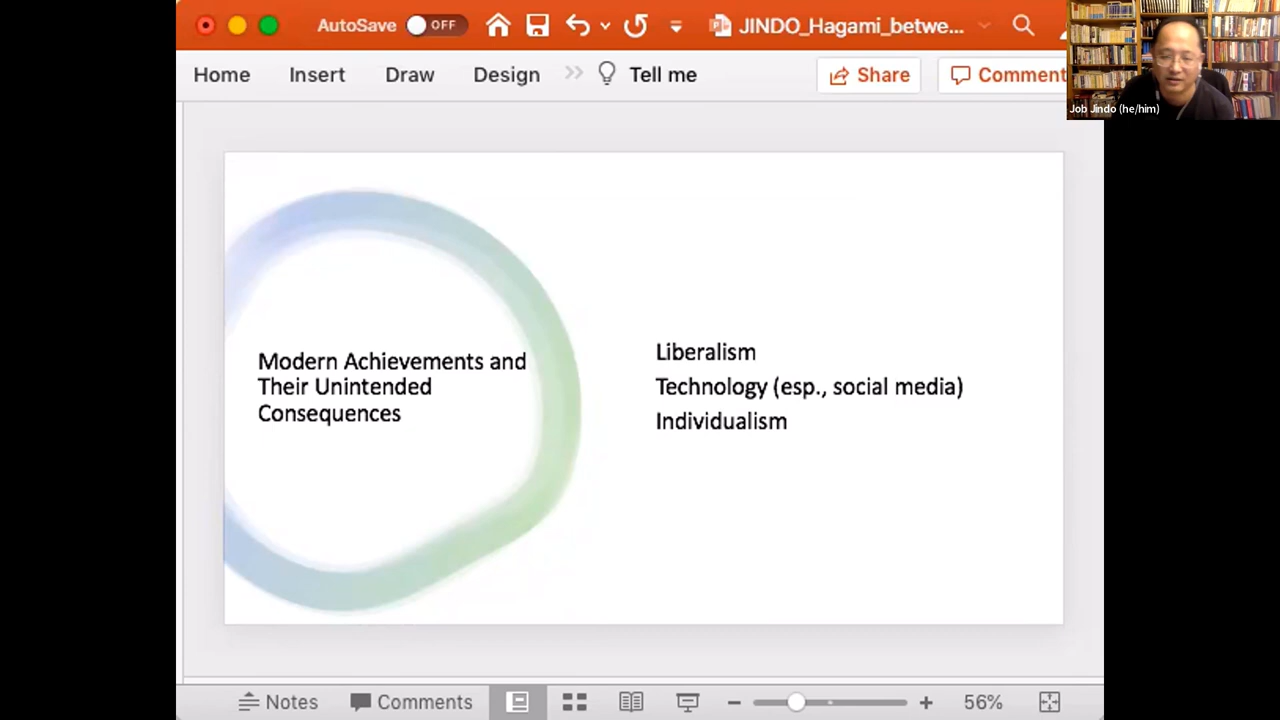 AutoSave OFF JINDO_Hagami_betwe...
Home Insert Draw Design Tell me Share Comment
Job Jindo (he/him)
Modern Achievements and
Their Unintended
Consequences
Liberalism
Technology (esp., social media)
Individualism
Notes Comments 56%